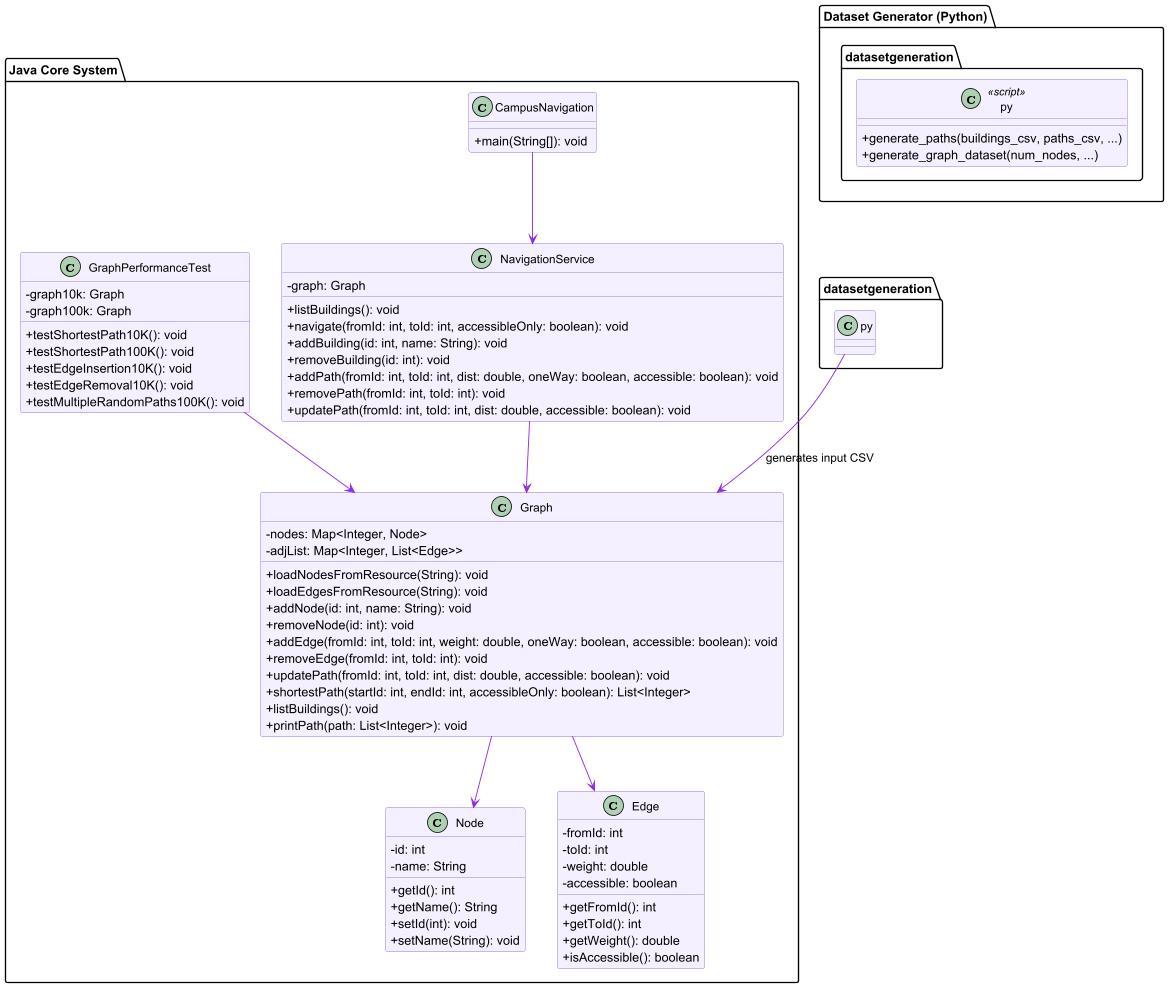 Dataset Generator (Python)
datasetgeneration
C «script»
py
+generate_paths(buildings_csv, paths_csv, ...)
+generate_graph_dataset(num_nodes, ...)
Java Core System
C CampusNavigation
+main(String[]): void
C GraphPerformanceTest
-graph10k: Graph
-graph100k: Graph
+testShortestPath10K(): void
+testShortestPath100K(): void
+testEdgeInsertion10K(): void
+testEdgeRemoval10K(): void
+testMultipleRandomPaths100K(): void
C NavigationService
-graph: Graph
+listBuildings(): void
+navigate(fromId: int, toId: int, accessibleOnly: boolean): void
+addBuilding(id: int, name: String): void
+removeBuilding(id: int): void
+addPath(fromId: int, toId: int, dist: double, oneWay: boolean, accessible: boolean): void
+removePath(fromId: int, toId: int): void
+updatePath(fromId: int, toId: int, dist: double, accessible: boolean): void
datasetgeneration
C py
generates input CSV
C Graph
-nodes: Map<Integer, Node>
-adjList: Map<Integer, List<Edge>>
+loadNodesFromResource(String): void
+loadEdgesFromResource(String): void
+addNode(id: int, name: String): void
+removeNode(id: int): void
+addEdge(fromId: int, toId: int, weight: double, oneWay: boolean, accessible: boolean): void
+removeEdge(fromId: int, toId: int): void
+updatePath(fromId: int, toId: int, dist: double, accessible: boolean): void
+shortestPath(startId: int, endId: int, accessibleOnly: boolean): List<Integer>
+listBuildings(): void
+printPath(path: List<Integer>): void
C Node
-id: int
-name: String
+getId(): int
+getName(): String
+setId(int): void
+setName(String): void
C Edge
-fromId: int
-toId: int
-weight: double
-accessible: boolean
+getFromId(): int
+getToId(): int
+getWeight(): double
+isAccessible(): boolean